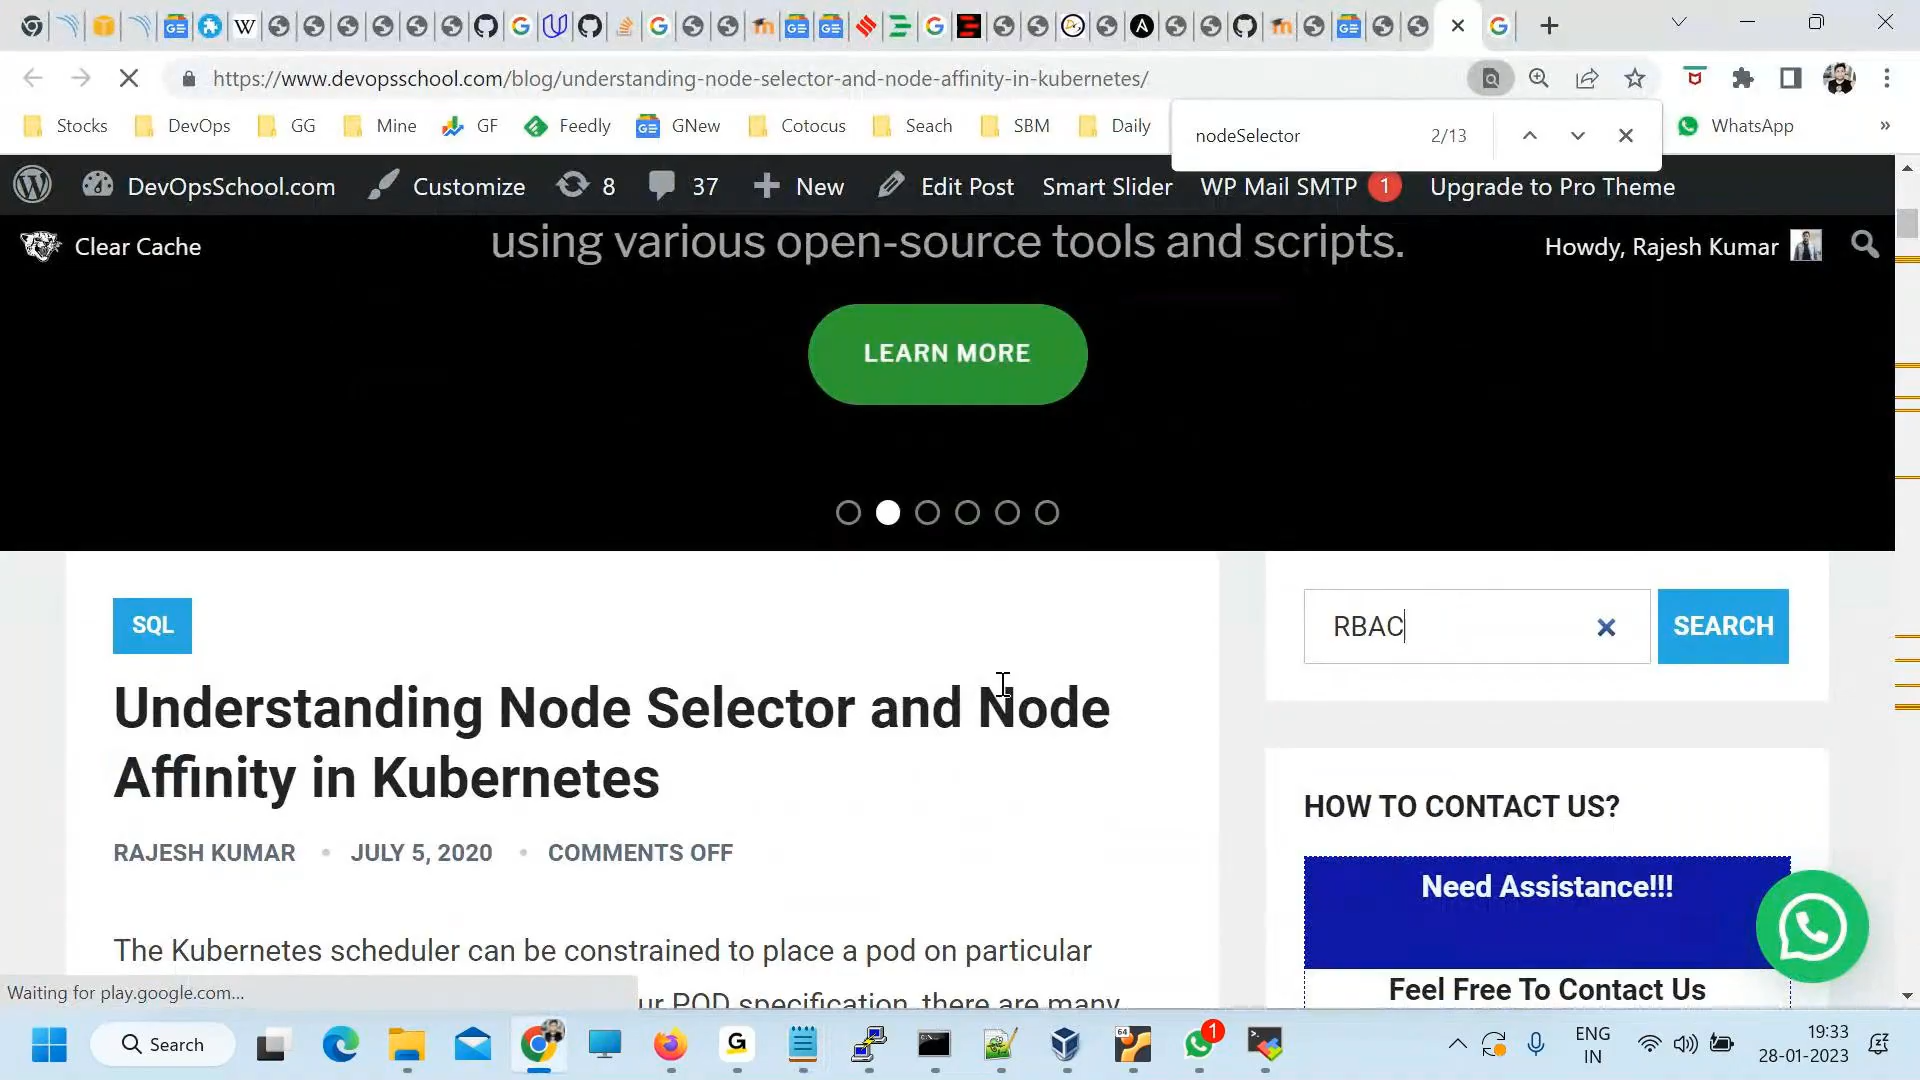 https://www.devopsschool.com/blog/understanding-node-selector-and-node-affinity-in-kubernetes/
Stocks DevOps GG Mine GF Feedly GNew Cotocus Seach SBM Daily WhatsApp »
nodeSelector 2/13
DevOpsSchool.com Customize 8 37 New Edit Post Smart Slider WP Mail SMTP 1 Upgrade to Pro Theme
Clear Cache
Howdy, Rajesh Kumar
using various open-source tools and scripts.
LEARN MORE
SQL
RBAC
SEARCH
Understanding Node Selector and Node
Affinity in Kubernetes
RAJESH KUMAR • JULY 5, 2020 • COMMENTS OFF
HOW TO CONTACT US?
Need Assistance!!!
The Kubernetes scheduler can be constrained to place a pod on particular
Feel Free To Contact Us
Waiting for play.google.com...
ur POD specification, there are many
Search
64
1
ENG
IN
19:33
28-01-2023